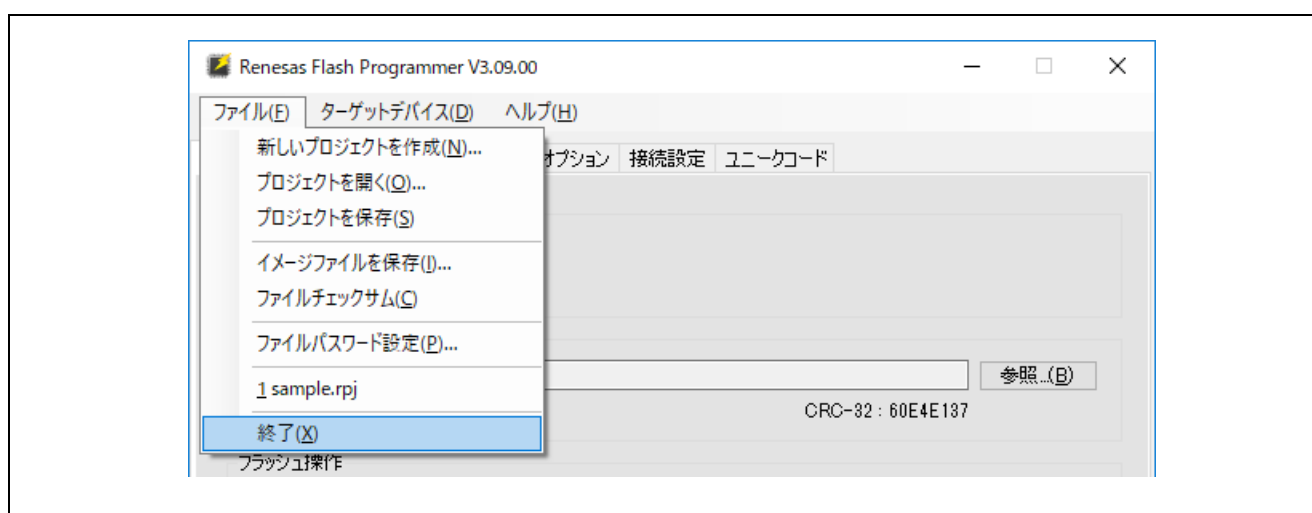 Renesas Flash Programmer V3.09.00
ファイル(F) ターゲットデバイス(D) ヘルプ(H)
新しいプロジェクトを作成(N)...
オプション 接続設定 ユニークコード
プロジェクトを開く(O)...
プロジェクトを保存(S)
イメージファイルを保存(I)...
ファイルチェックサム(C)
ファイルパスワード設定(P)...
1 sample.rpj
参照...(B)
CRC-32 : 60E4E137
終了(X)
フラッシュ操作